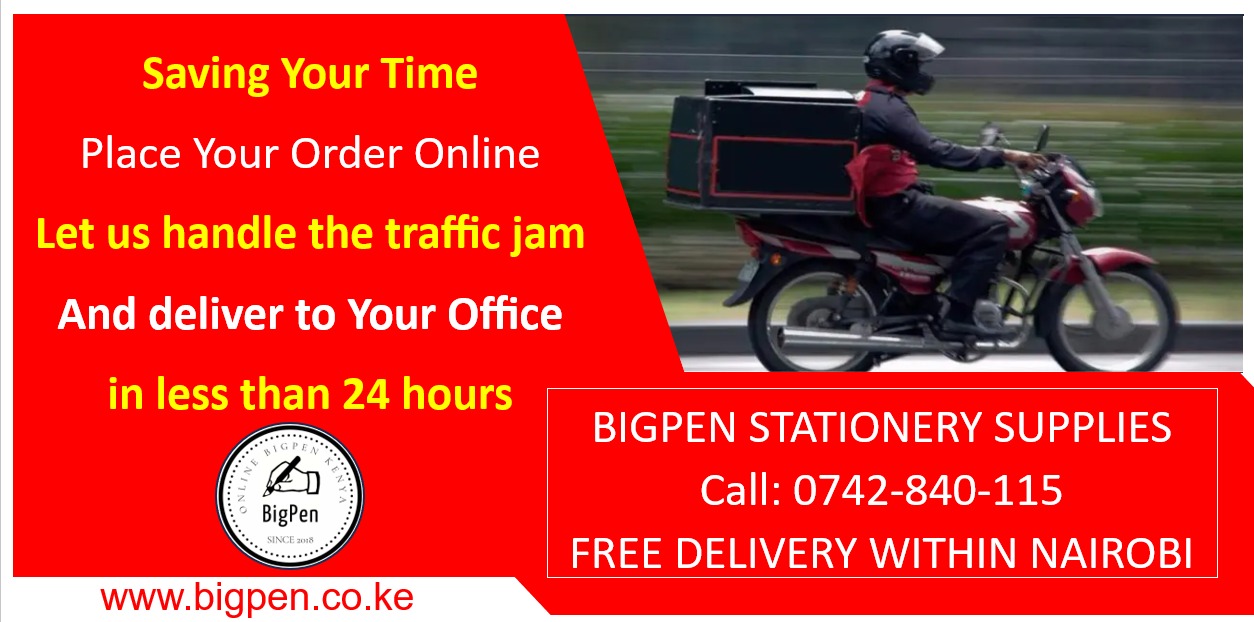 Saving Your Time
Place Your Order Online
Let us handle the traffic jam
And deliver to Your Office
in less than 24 hours
ONLINE BIGPEN KENYA
BigPen
SINCE 2018
www.bigpen.co.ke
BIGPEN STATIONERY SUPPLIES
Call: 0742-840-115
FREE DELIVERY WITHIN NAIROBI